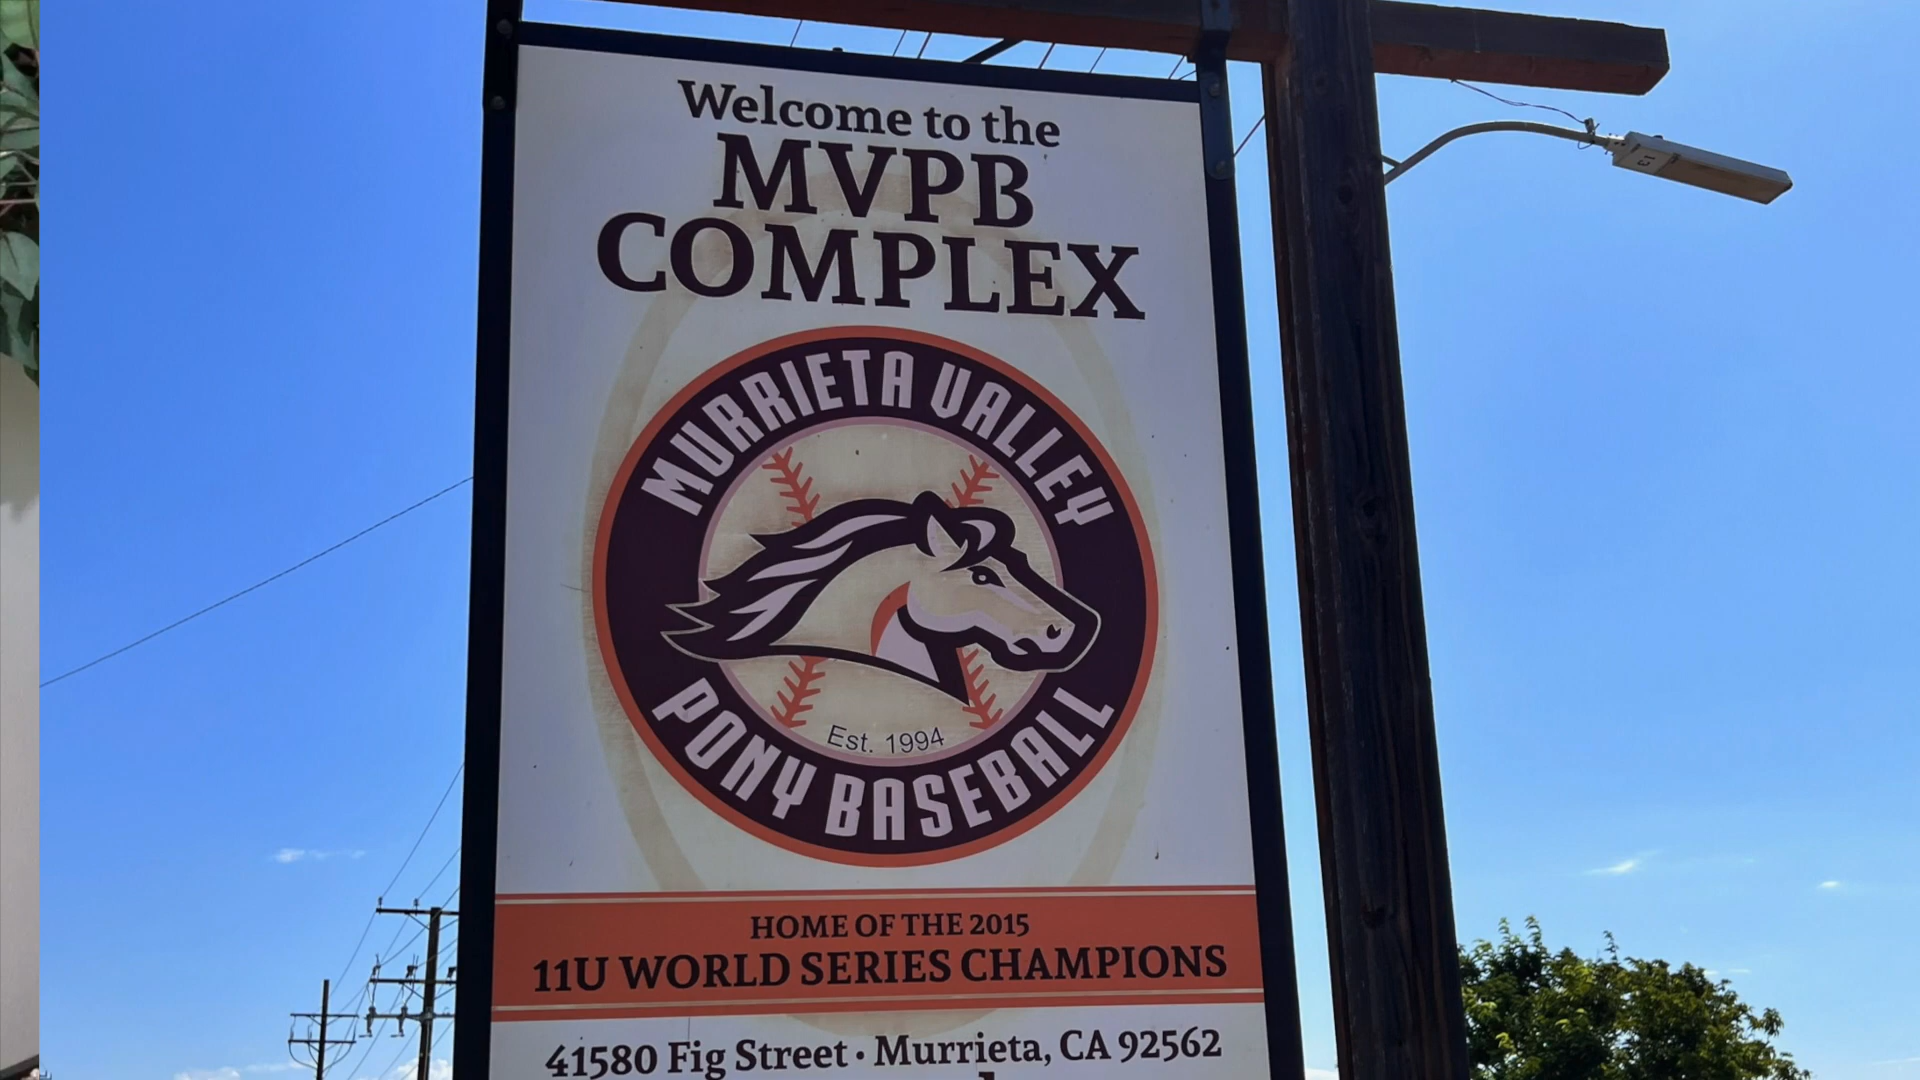 Welcome to the
MVPB
COMPLEX
MURRIETA VALLEY
Est. 1994
PONY BASEBALL
HOME OF THE 2015
11U WORLD SERIES CHAMPIONS
41580 Fig Street • Murrieta, CA 92562